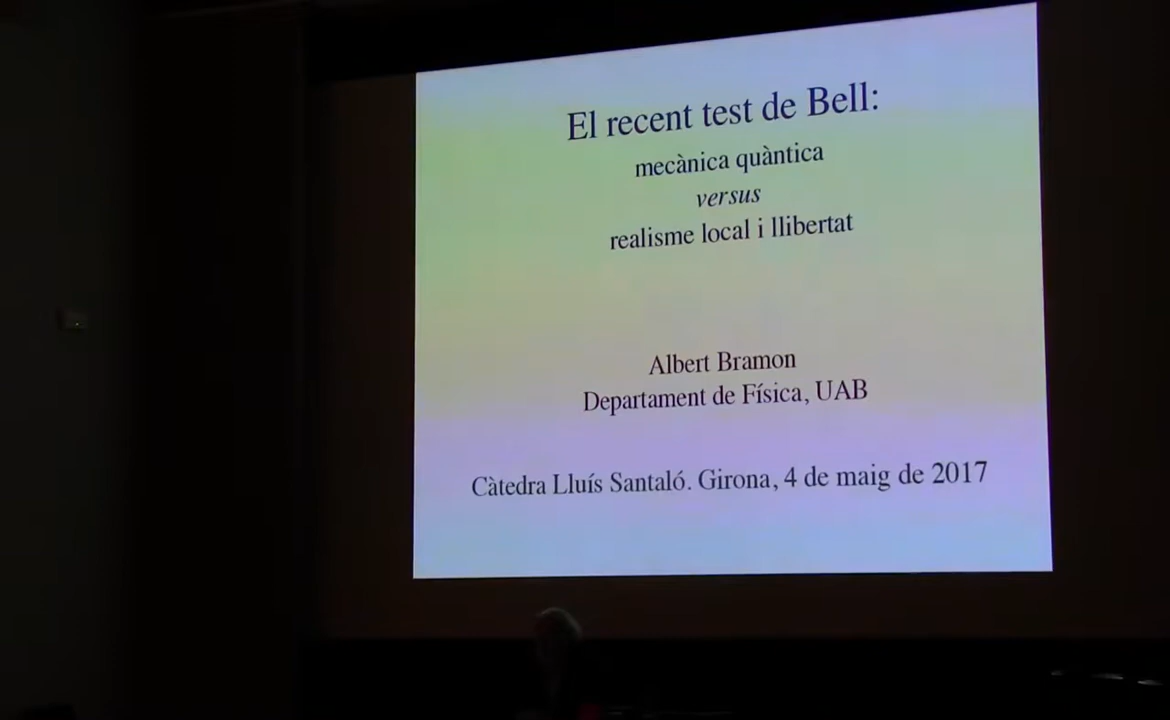 El recent test de Bell:
mecànica quàntica
versus
realisme local i llibertat
Albert Bramon
Departament de Física, UAB
Càtedra Lluís Santaló. Girona, 4 de maig de 2017